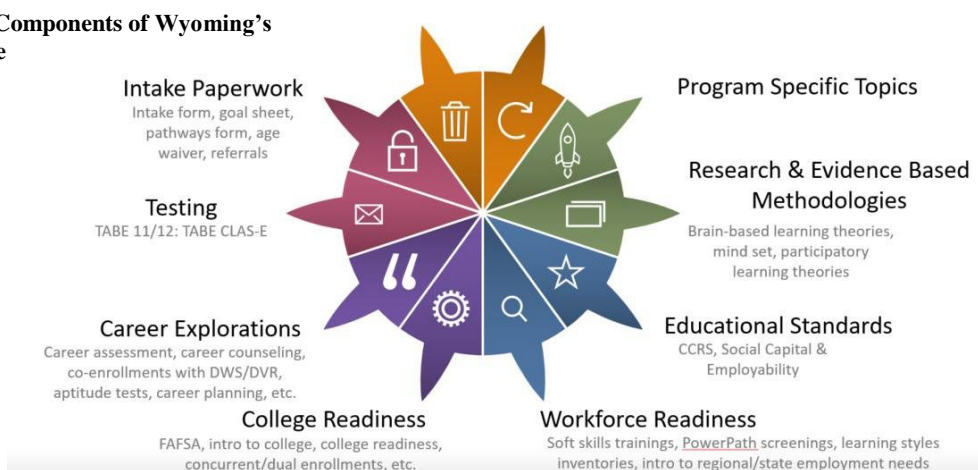 Components of Wyoming’s
e
Intake Paperwork
Intake form, goal sheet,
pathways form, age
waiver, referrals
Testing
TABE 11/12: TABE CLAS-E
Career Explorations
Career assessment, career counseling,
co-enrollments with DWS/DVR,
aptitude tests, career planning, etc.
College Readiness
FAFSA, intro to college, college readiness,
concurrent/dual enrollments, etc.
Program Specific Topics
Research & Evidence Based
Methodologies
Brain-based learning theories,
mind set, participatory
learning theories
Educational Standards
CCRS, Social Capital &
Employability
Workforce Readiness
Soft skills trainings, PowerPath screenings, learning styles
inventories, intro to regional/state employment needs